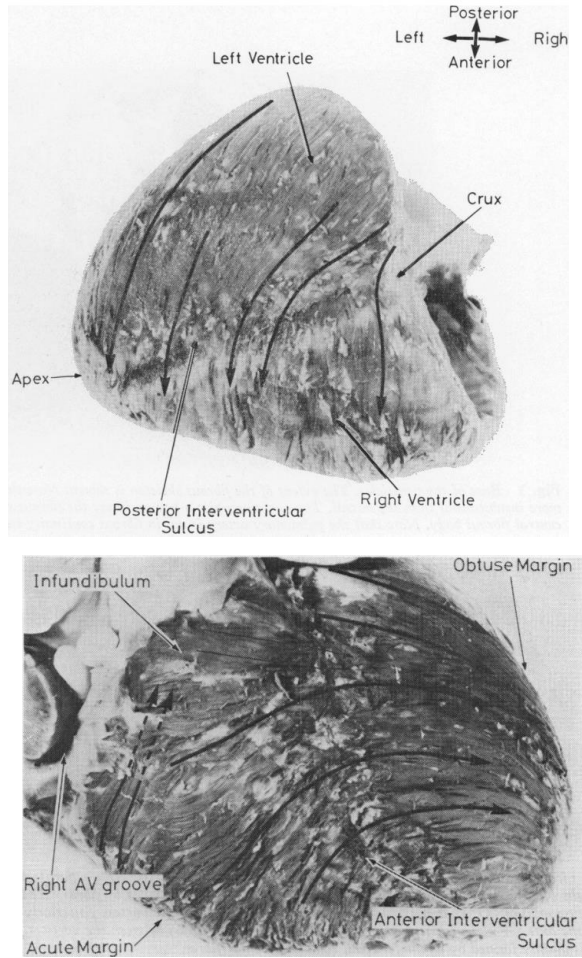 Posterior
Left
Righ
Anterior
Left Ventricle
Crux
Apex
Right Ventricle
Posterior Interventricular
Sulcus
Infundibulum
Obtuse Margin
Right AV groove
Anterior Interventricular
Sulcus
Acute Margin